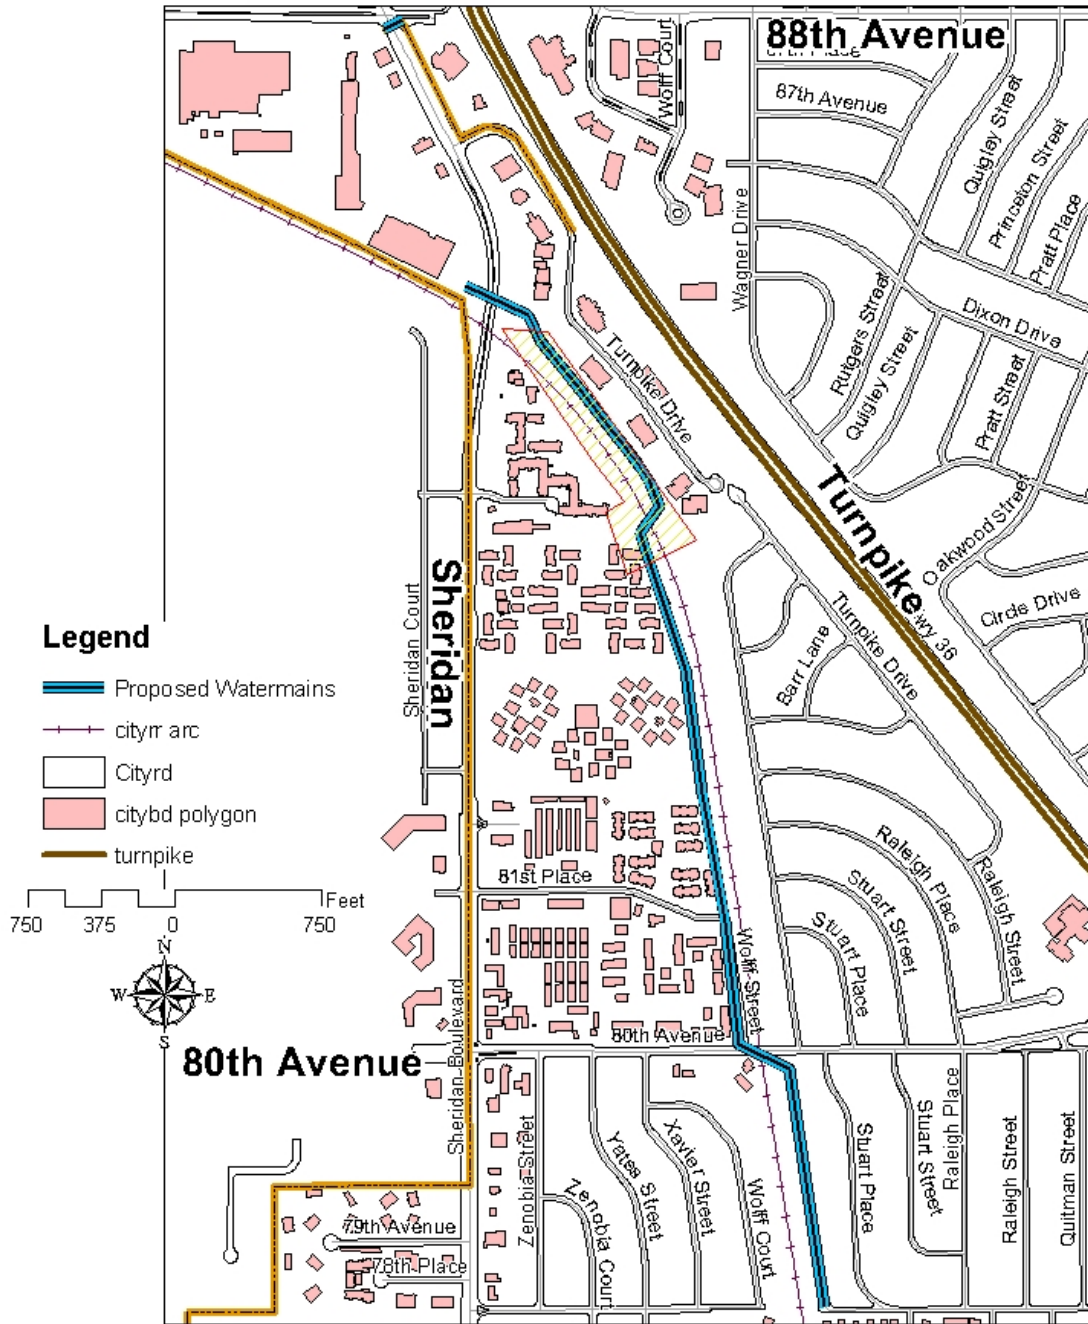 88th Avenue
Wolff Court
87th Avenue
Quigley Street
Princeton Street
Pratt Place
Wagner Drive
Dixon Drive
Rutgers Street
Quigley Street
Pratt Street
Turnpike Drive
Turnpike
Oakwood Street
Circle Drive
wy 36
Turnpike Drive
Barr Lane
Sheridan
Sheridan Court
Legend
Proposed Watermains
cityrr arc
Cityrd
citybd polygon
turnpike
Feet
750 375 0 750
N
W E
S
81st Place
Raleigh Place
Raleigh Street
Stuart Street
Stuart Place
Wolff Street
80th Avenue
80th Avenue
Sheridan Boulevard
Zenobia Street
Yates Street
Xavier Street
Zenobia Court
Wolff Court
Stuart Place
Stuart Street
Raleigh Place
Raleigh Street
Quitman Street
79th Avenue
78th Place